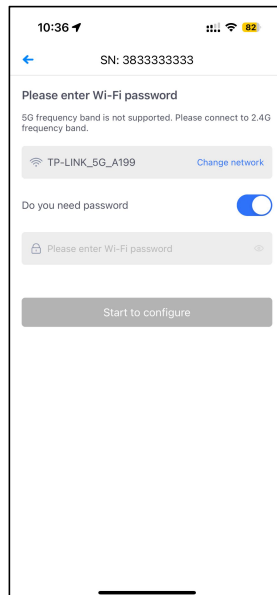 10:36
82
SN: 3833333333
Please enter Wi-Fi password
5G frequency band is not supported. Please connect to 2.4G
frequency band.
TP-LINK_5G_A199 Change network
Do you need password
Please enter Wi-Fi password
Start to configure